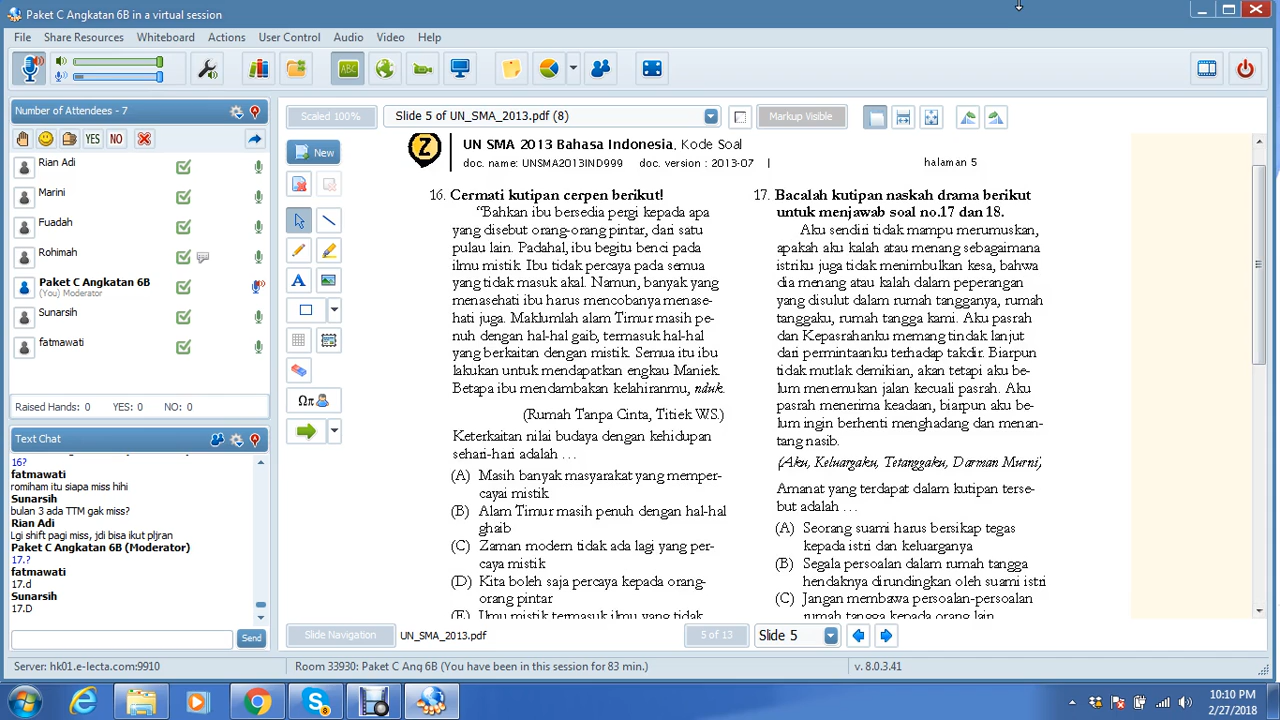 Paket C Angkatan 6B in a virtual session
File Share Resources Whiteboard Actions User Control Audio Video Help
Number of Attendees - 7
YES NO
Rian Adi
Marini
Fuadah
Rohimah
Paket C Angkatan 6B
(You) Moderator
Sunarsih
fatmawati
Raised Hands: 0 YES: 0 NO: 0
Text Chat
16?
fatmawati
romiham itu siapa miss hihi
Sunarsih
bulan 3 ada TTM gak miss?
Rian Adi
Lgi shift pagi miss, jdi bisa ikut pljran
Paket C Angkatan 6B (Moderator)
17.?
fatmawati
17.d
Sunarsih
17.D
Send
ABC
Scaled 100% Slide 5 of UN_SMA_2013.pdf (8) Markup Visible
New
A
Ωπ
Z
UN SMA 2013 Bahasa Indonesia, Kode Soal
doc. name: UNSMA2013IND999 doc. version : 2013-07 | halaman 5
16. Cermati kutipan cerpen berikut!
“Bahkan ibu bersedia pergi kepada apa
yang disebut orang-orang pintar, dari satu
pulau lain. Padahal, ibu begitu benci pada
ilmu mistik. Ibu tidak percaya pada semua
yang tidak masuk akal. Namun, banyak yang
menasehati ibu harus mencobanya menase-
hati juga. Maklumlah alam Timur masih pe-
nuh dengan hal-hal gaib, termasuk hal-hal
yang berkaitan dengan mistik. Semua itu ibu
lakukan untuk mendapatkan engkau Maniek.
Betapa ibu mendambakan kelahiranmu, nduk.
(Rumah Tanpa Cinta, Titiek W.S.)
Keterkaitan nilai budaya dengan kehidupan
sehari-hari adalah …
(A) Masih banyak masyarakat yang memper-
cayai mistik
(B) Alam Timur masih penuh dengan hal-hal
ghaib
(C) Zaman modern tidak ada lagi yang per-
caya mistik
(D) Kita boleh saja percaya kepada orang-
orang pintar
(E) Ilmu mistik termasuk ilmu yang tidak
17. Bacalah kutipan naskah drama berikut
untuk menjawab soal no.17 dan 18.
Aku sendiri tidak mampu merumuskan,
apakah aku kalah atau menang sebagaimana
istriku juga tidak menimbulkan kesa, bahwa
dia menang atau kalah dalam peperangan
yang disulut dalam rumah tangganya, rumah
tanggaku, rumah tangga kami. Aku pasrah
dan Kepasrahanku memang tindak lanjut
dari permintaanku terhadap takdir. Biarpun
tidak mutlak demikian, akan tetapi aku be-
lum menemukan jalan kecuali pasrah. Aku
pasrah menerima keadaan, biarpun aku be-
lum ingin berhenti menghadang dan menan-
tang nasib.
(Aku, Keluargaku, Tetanggaku, Darman Murni)
Amanat yang terdapat dalam kutipan terse-
but adalah …
(A) Seorang suami harus bersikap tegas
kepada istri dan keluarganya
(B) Segala persoalan dalam rumah tangga
hendaknya dirundingkan oleh suami istri
(C) Jangan membawa persoalan-persoalan
rumah tangga kepada orang lain
Slide Navigation UN_SMA_2013.pdf 5 of 13 Slide 5
Server: hk01.e-lecta.com:9910 Room 33930: Paket C Ang 6B (You have been in this session for 83 min.) v. 8.0.3.41
8
10:10 PM
2/27/2018